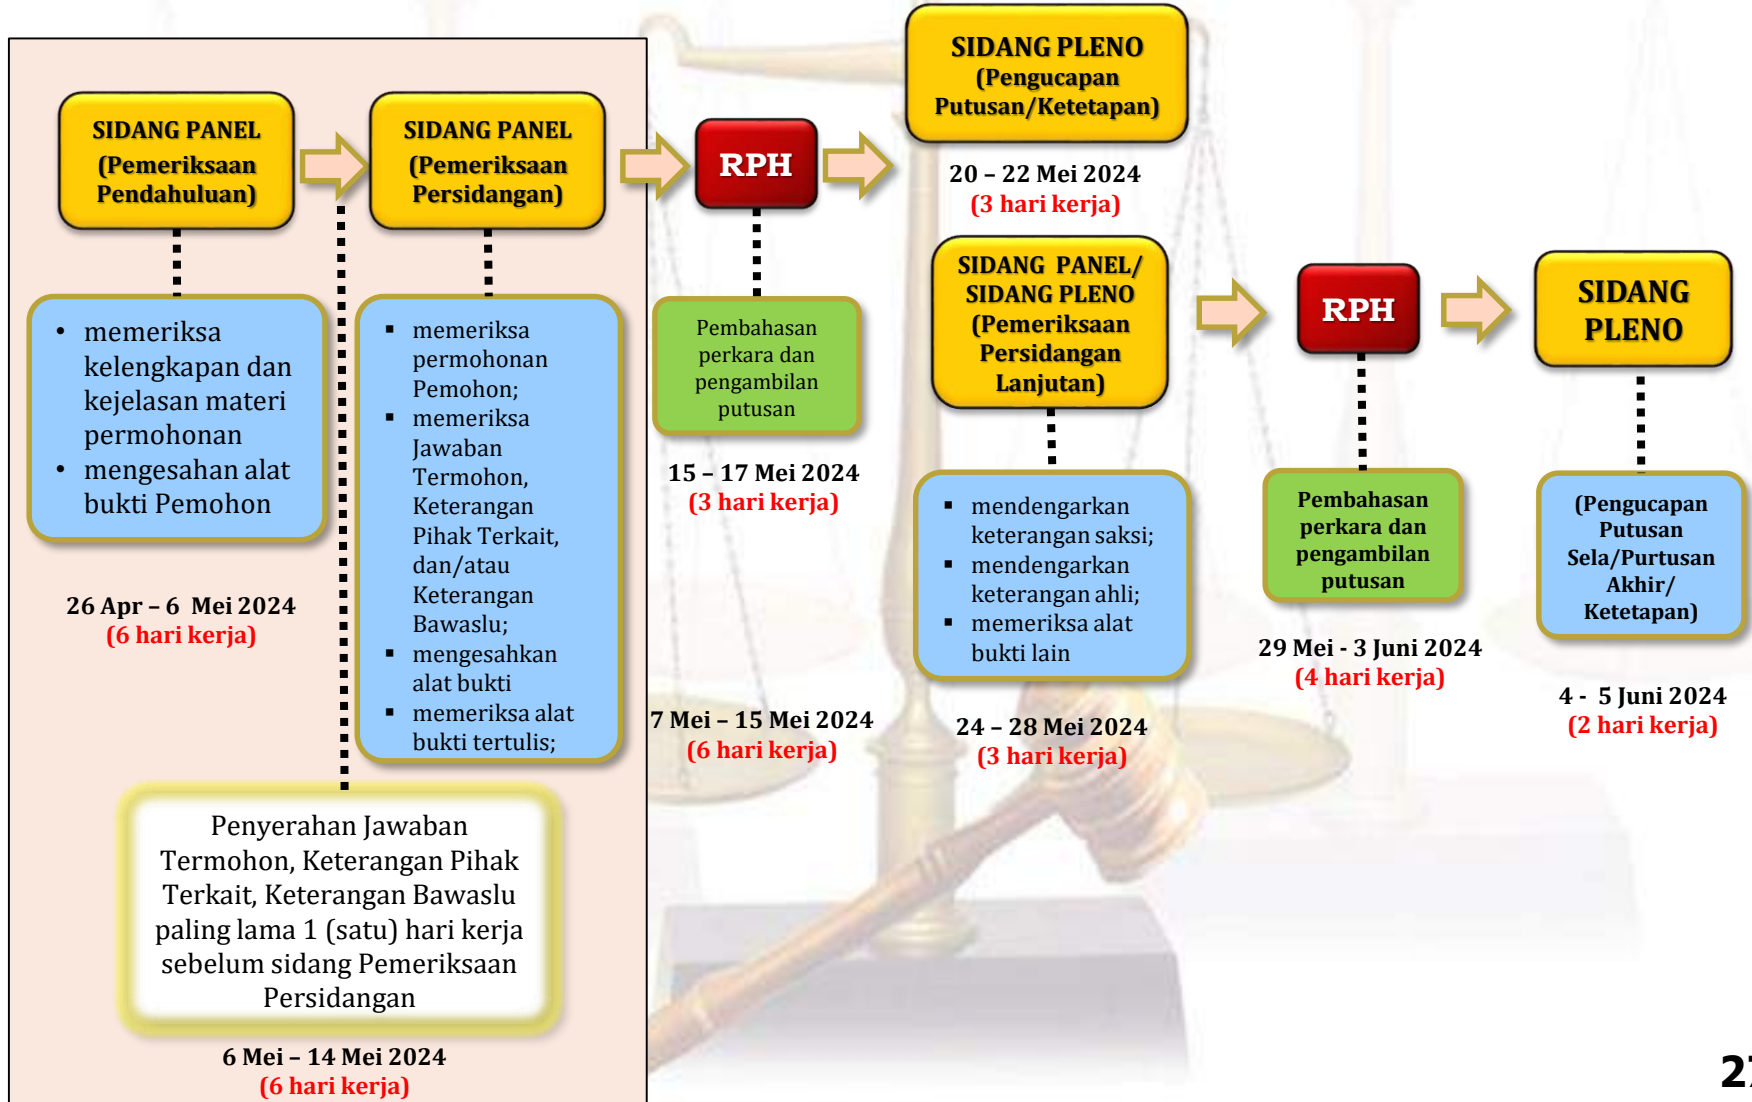 SIDANG PANEL
(Pemeriksaan
Pendahuluan)
• memeriksa
kelengkapan dan
kejelasan materi
permohonan
• mengesahan alat
bukti Pemohon
26 Apr – 6 Mei 2024
(6 hari kerja)
SIDANG PANEL
(Pemeriksaan
Persidangan)
▪ memeriksa
permohonan
Pemohon;
▪ memeriksa
Jawaban
Termohon,
Keterangan
Pihak Terkait,
dan/atau
Keterangan
Bawaslu;
▪ mengesahkan
alat bukti
▪ memeriksa alat
bukti tertulis;
7 Mei – 15 Mei 2024
(6 hari kerja)
Penyerahan Jawaban
Termohon, Keterangan Pihak
Terkait, Keterangan Bawaslu
paling lama 1 (satu) hari kerja
sebelum sidang Pemeriksaan
Persidangan
6 Mei – 14 Mei 2024
(6 hari kerja)
RPH
Pembahasan
perkara dan
pengambilan
putusan
15 – 17 Mei 2024
(3 hari kerja)
SIDANG PLENO
(Pengucapan
Putusan/Ketetapan)
20 – 22 Mei 2024
(3 hari kerja)
SIDANG PANEL/
SIDANG PLENO
(Pemeriksaan
Persidangan
Lanjutan)
▪ mendengarkan
keterangan saksi;
▪ mendengarkan
keterangan ahli;
▪ memeriksa alat
bukti lain
24 – 28 Mei 2024
(3 hari kerja)
RPH
Pembahasan
perkara dan
pengambilan
putusan
29 Mei - 3 Juni 2024
(4 hari kerja)
SIDANG
PLENO
(Pengucapan
Putusan
Sela/Purtusan
Akhir/
Ketetapan)
4 - 5 Juni 2024
(2 hari kerja)
27